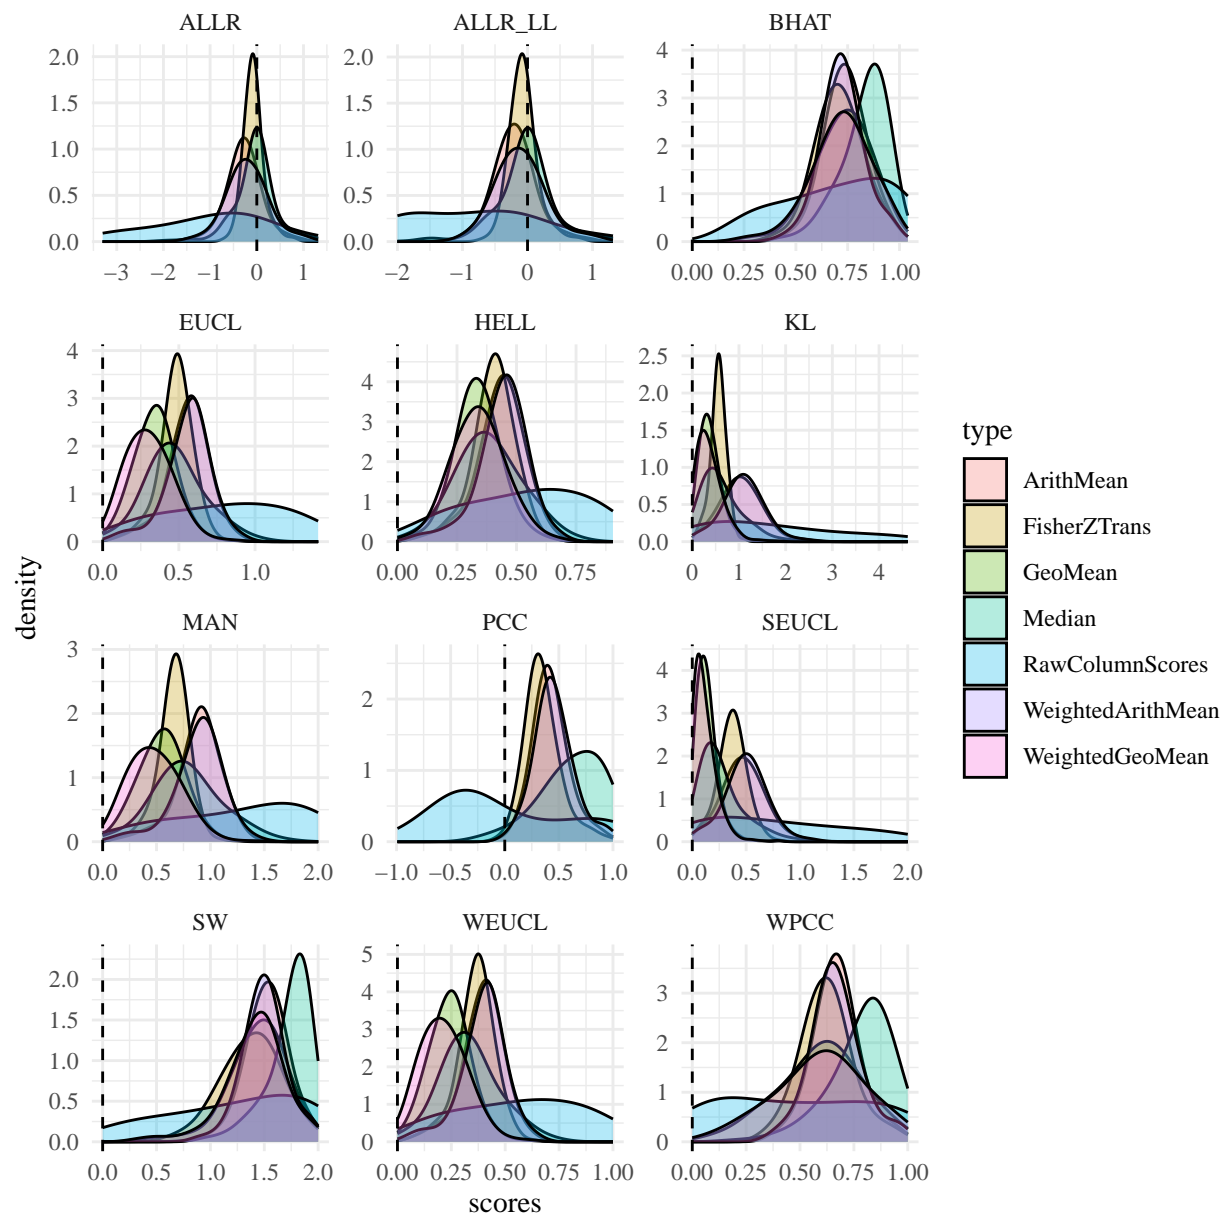 ALLR ALLR_LL BHAT
2.0 1.5 1.0 0.5 0.0
2.0 1.5 1.0 0.5 0.0
4 3 2 1 0
−3 −2 −1 0 1
−2 −1 0 1
0.00 0.25 0.50 0.75 1.00
EUCL HELL KL
4 3 2 1 0
4 3 2 1 0
2.5 2.0 1.5 1.0 0.5 0.0
0.0 0.5 1.0
0.00 0.25 0.50 0.75
0 1 2 3 4
density
MAN PCC SEUCL
3 2 1 0
2 1 0
4 3 2 1 0
0.0 0.5 1.0 1.5 2.0
−1.0 −0.5 0.0 0.5 1.0
0.0 0.5 1.0 1.5 2.0
SW WEUCL WPCC
2.0 1.5 1.0 0.5 0.0
5 4 3 2 1 0
3 2 1 0
0.0 0.5 1.0 1.5 2.0
0.00 0.25 0.50 0.75 1.00
0.00 0.25 0.50 0.75 1.00
scores
type
ArithMean
FisherZTrans
GeoMean
Median
RawColumnScores
WeightedArithMean
WeightedGeoMean